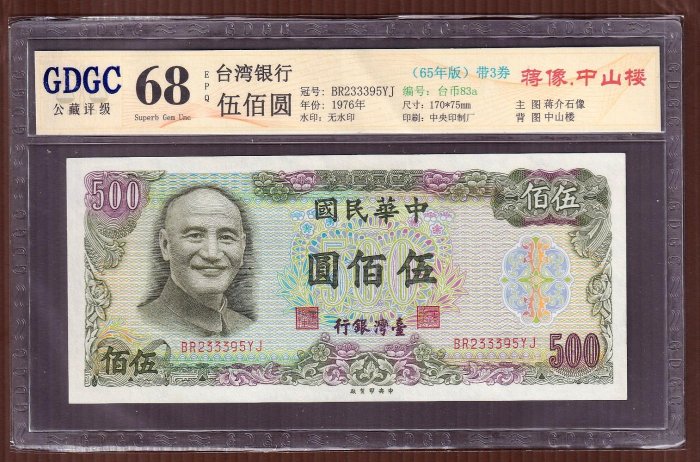 GDGC
公藏评级
68
Superb Gem Unc
EPQ
台湾银行
伍佰圆
冠号: BR233395YJ
年份: 1976年
水印: 无水印
编号: 台币83a
尺寸: 170*75mm
印刷: 中央印制厂
(65年版) 带3券
蒋像.中山楼
主 图 蒋介石像
背 图 中山楼
500
佰伍
國民華中
圓佰伍
行銀灣臺
BR233395YJ
BR233395YJ
佰伍
500